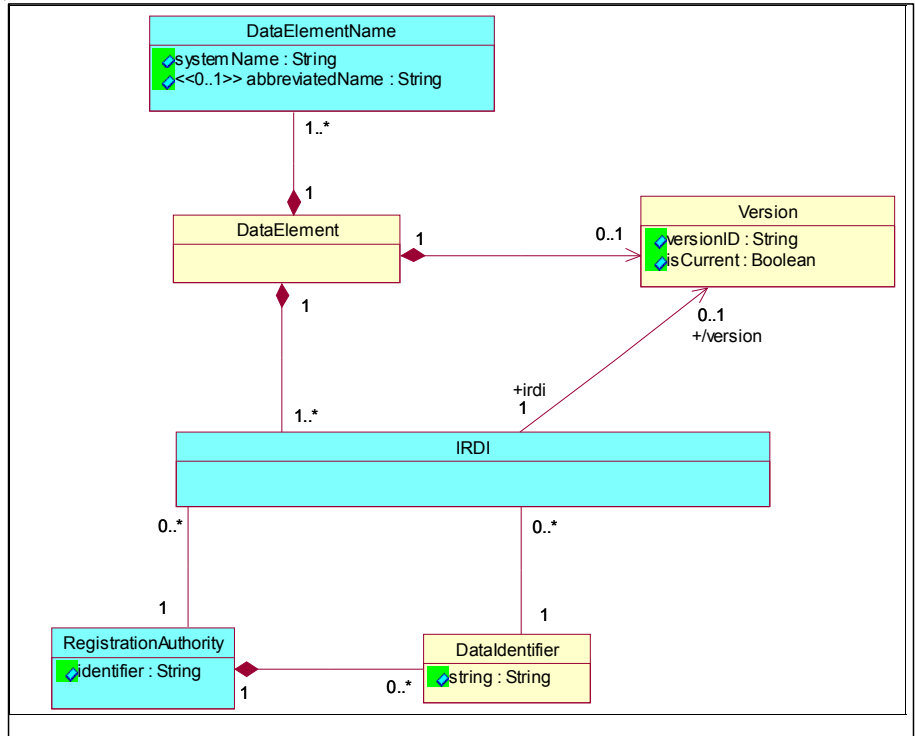 DataElementName
systemName : String
<<0..1>> abbreviatedName : String
1..*
1
DataElement
1
0..1
Version
versionID : String
isCurrent : Boolean
1
0..1
+/version
+irdi
1
1..*
IRDI
0..*
0..*
1
1
RegistrationAuthority
identifier : String
DataIdentifier
string : String
1
0..*